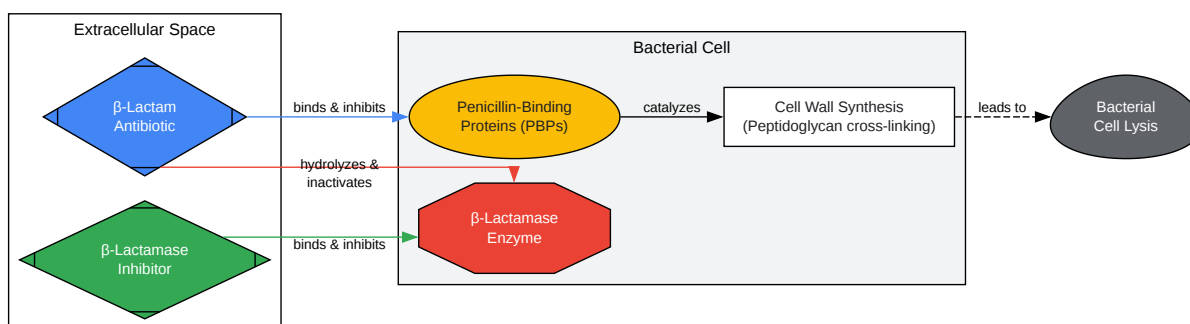 Extracellular Space
Bacterial Cell
β-Lactam
Antibiotic
binds & inhibits
Penicillin-Binding
Proteins (PBPs)
catalyzes
Cell Wall Synthesis
(Peptidoglycan cross-linking)
leads to
Bacterial
Cell Lysis
hydrolyzes &
inactivates
β-Lactamase
Enzyme
β-Lactamase
Inhibitor
binds & inhibits